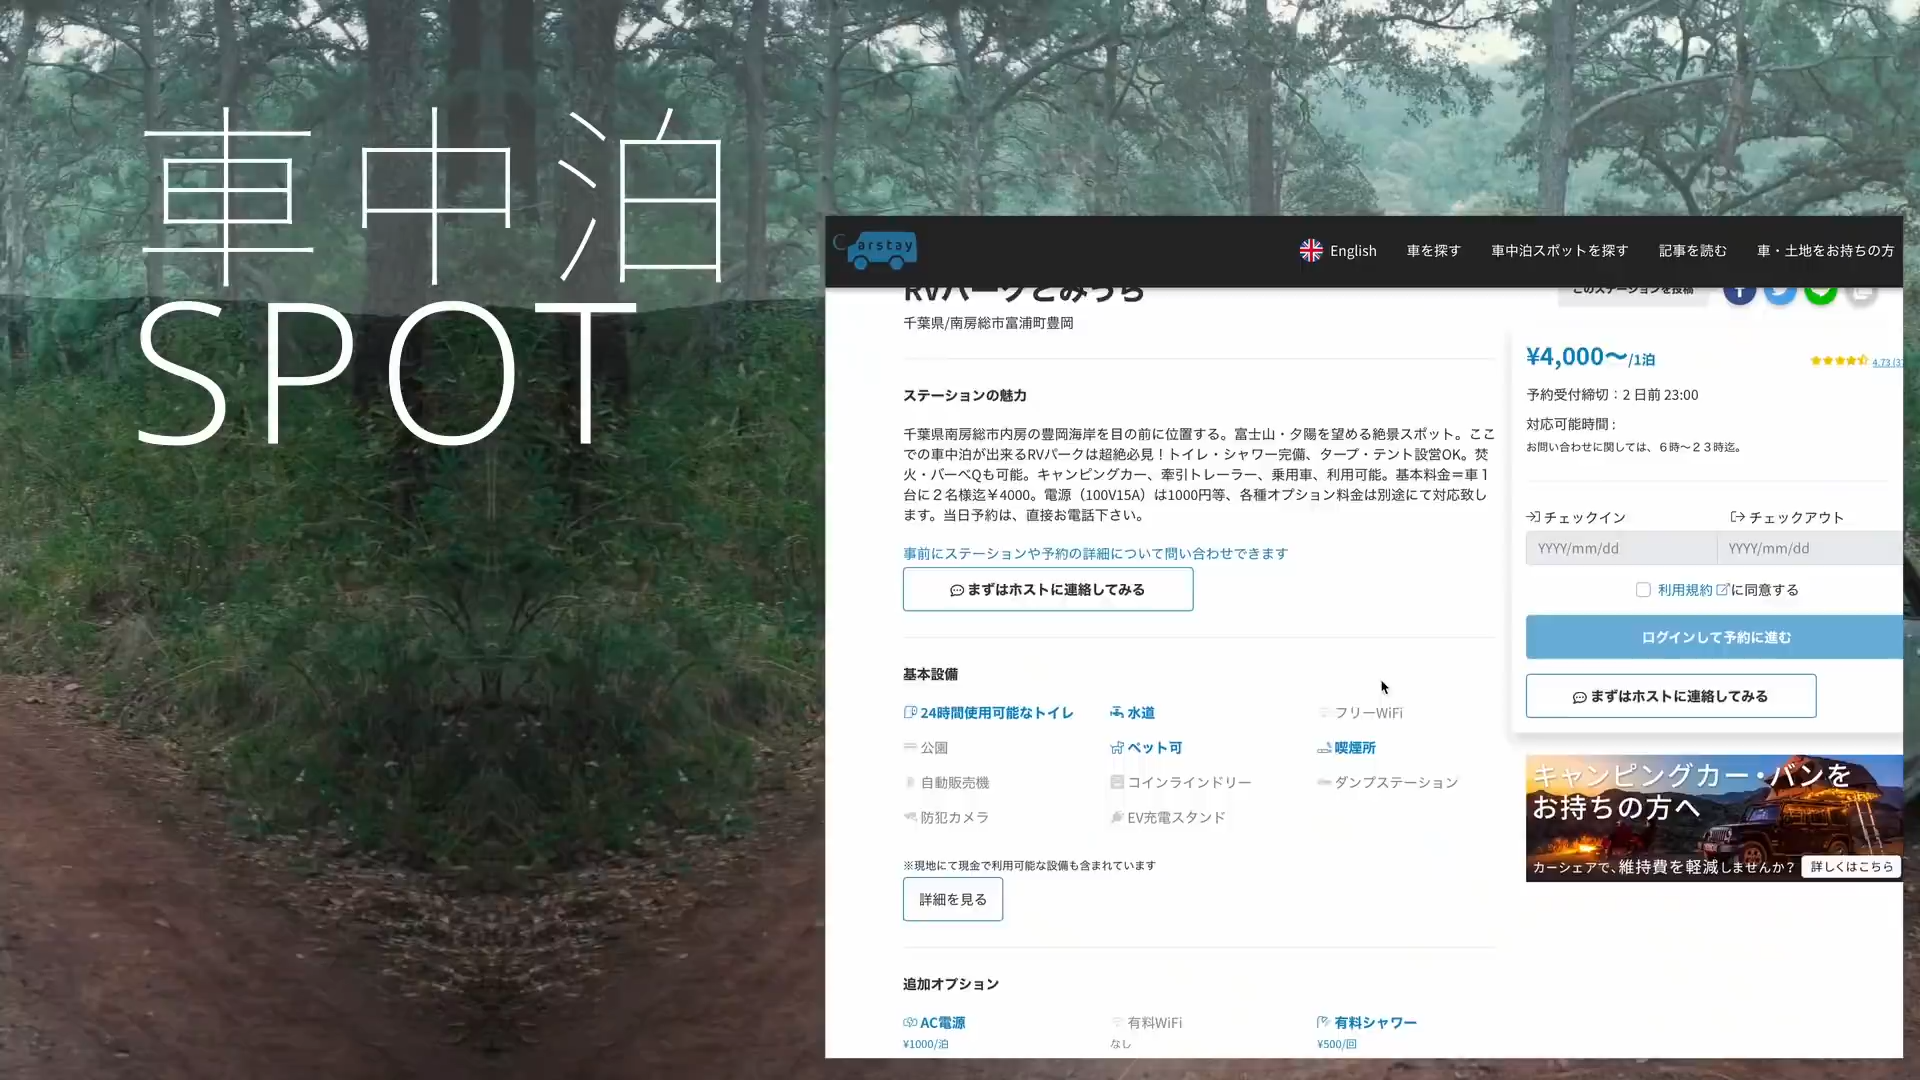 車中泊
SPOT
Carstay
English 車を探す 車中泊スポットを探す 記事を読む 車・土地をお持ちの方
RVパークとみうら
このステーションを投稿
千葉県/南房総市富浦町豊岡
ステーションの魅力
千葉県南房総市内房の豊岡海岸を目の前に位置する。富士山・夕陽を望める絶景スポット。ここ
での車中泊が出来るRVパークは超絶必見！トイレ・シャワー完備、タープ・テント設営OK。焚
火・バーベQも可能。キャンピングカー、牽引トレーラー、乗用車、利用可能。基本料金＝車１
台に２名様迄￥4000。電源（100V15A）は1000円等、各種オプション料金は別途にて対応致し
ます。当日予約は、直接お電話下さい。
事前にステーションや予約の詳細について問い合わせできます
まずはホストに連絡してみる
基本設備
24時間使用可能なトイレ 水道 フリーWiFi
公園 ペット可 喫煙所
自動販売機 コインラインドリー ダンプステーション
防犯カメラ EV充電スタンド
※現地にて現金で利用可能な設備も含まれています
詳細を見る
追加オプション
AC電源 有料WiFi 有料シャワー
¥1000/泊 なし ¥500/回
¥4,000〜/1泊 4.73
予約受付締切：2 日前 23:00
対応可能時間 :
お問い合わせに関しては、６時〜２３時迄。
チェックイン チェックアウト
YYYY/mm/dd YYYY/mm/dd
利用規約に同意する
ログインして予約に進む
まずはホストに連絡してみる
キャンピングカー・バンを
お持ちの方へ
カーシェアで、維持費を軽減しませんか？ 詳しくはこちら